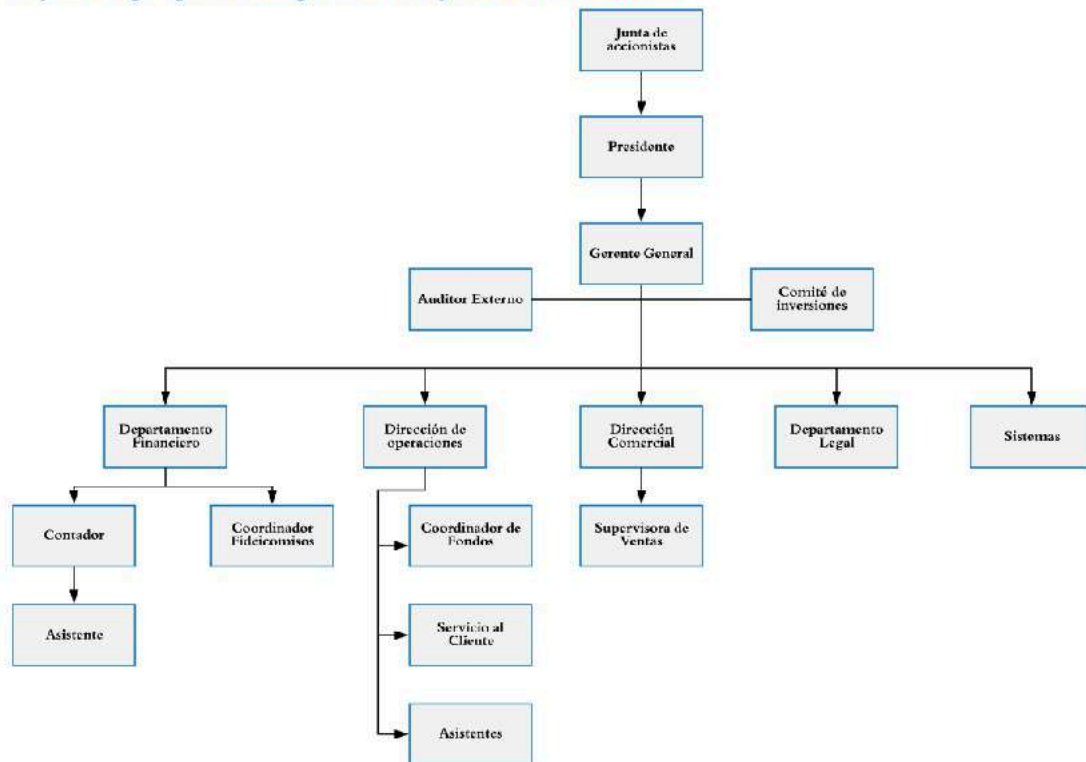 Junta de
accionistas
Presidente
Gerente General
Auditor Externo
Comité de
inversiones
Departamento
Financiero
Dirección de
operaciones
Dirección
Comercial
Departamento
Legal
Sistemas
Contador
Coordinador
Fideicomisos
Coordinador de
Fondos
Supervisora de
Ventas
Asistente
Servicio al
Cliente
Asistentes